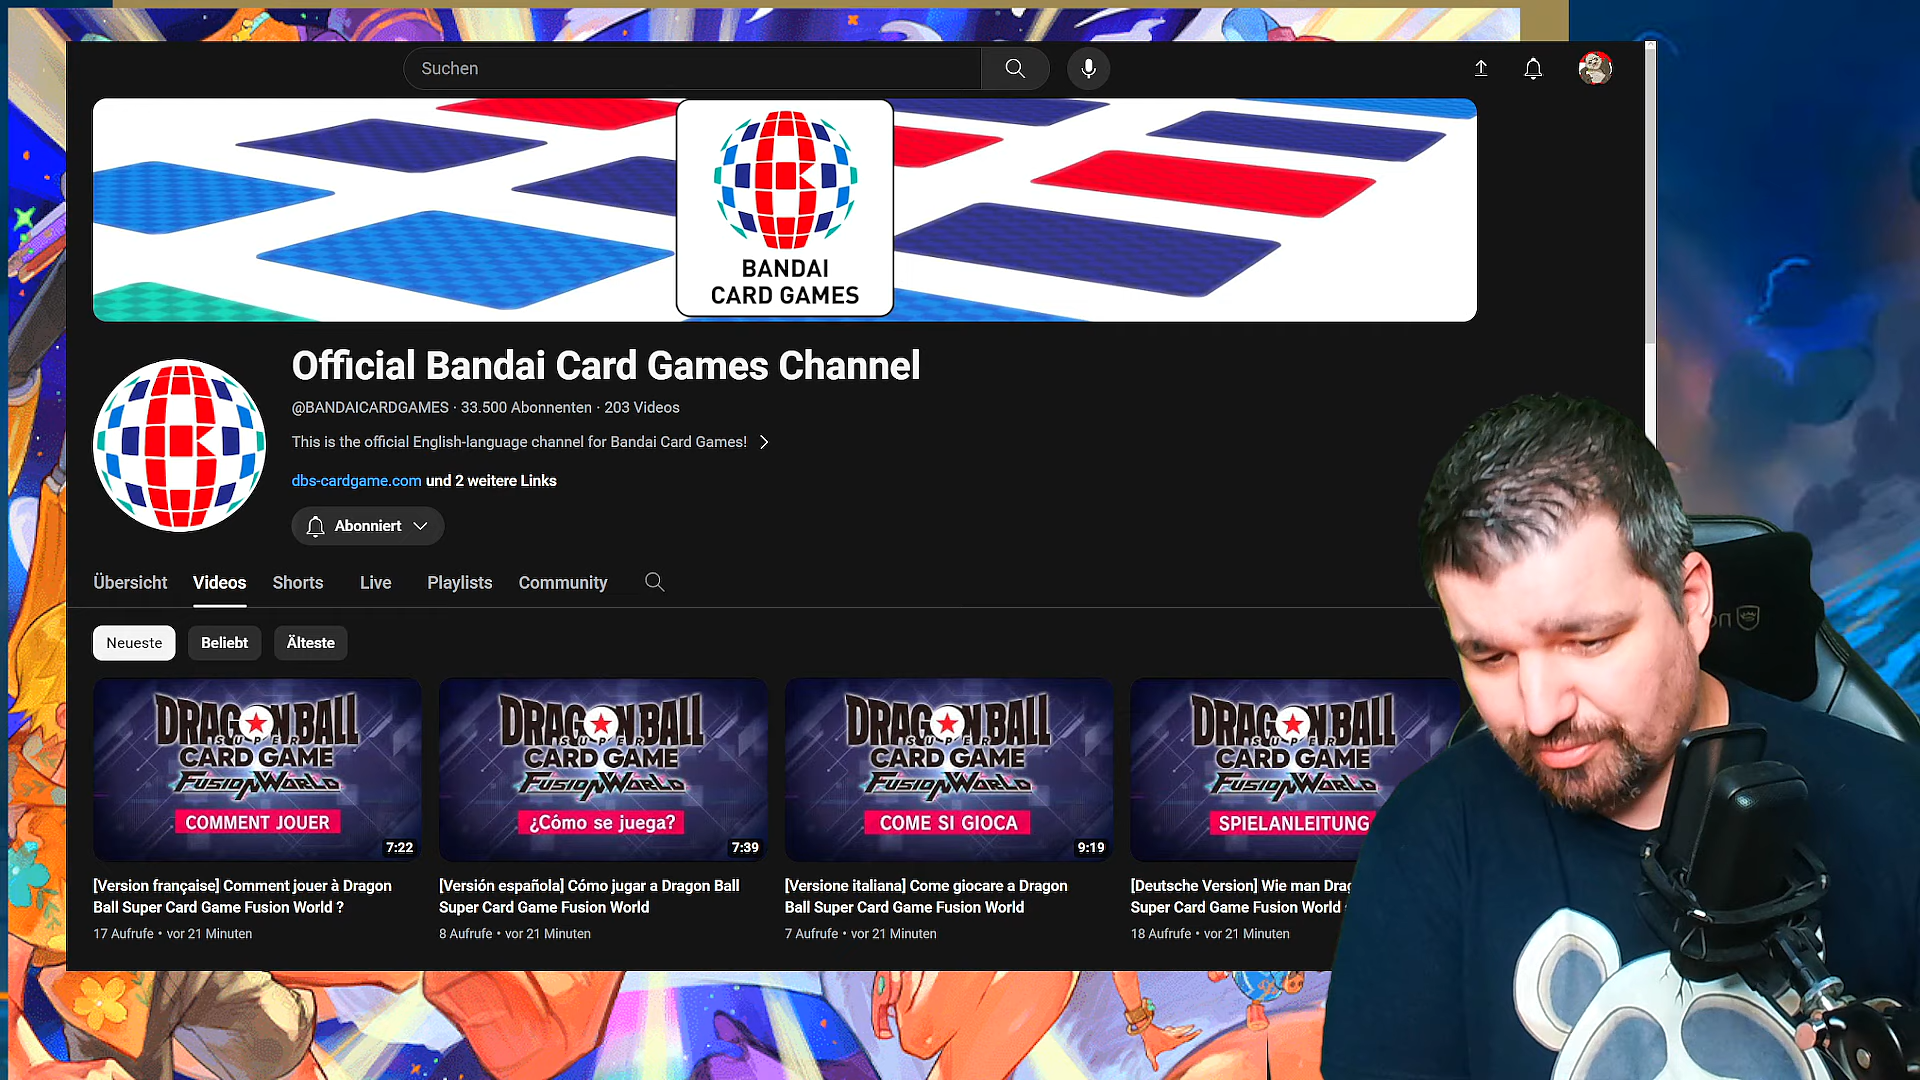 Suchen
BANDAI
CARD GAMES
Official Bandai Card Games Channel
@BANDAICARDGAMES · 33.500 Abonnenten · 203 Videos
This is the official English-language channel for Bandai Card Games!
dbs-cardgame.com und 2 weitere Links
Abonniert
Übersicht Videos Shorts Live Playlists Community
Neueste Beliebt Älteste
DRAGON BALL
SUPER
CARD GAME
FUSION WORLD
COMMENT JOUER
7:22
[Version française] Comment jouer à Dragon
Ball Super Card Game Fusion World ?
17 Aufrufe • vor 21 Minuten
DRAGON BALL
SUPER
CARD GAME
FUSION WORLD
¿Cómo se juega?
7:39
[Versión española] Cómo jugar a Dragon Ball
Super Card Game Fusion World
8 Aufrufe • vor 21 Minuten
DRAGON BALL
SUPER
CARD GAME
FUSION WORLD
COME SI GIOCA
9:19
[Versione italiana] Come giocare a Dragon
Ball Super Card Game Fusion World
7 Aufrufe • vor 21 Minuten
DRAGON BALL
SUPER
CARD GAME
FUSION WORLD
SPIELANLEITUNG
[Deutsche Version] Wie man Drag
Super Card Game Fusion World
18 Aufrufe • vor 21 Minuten